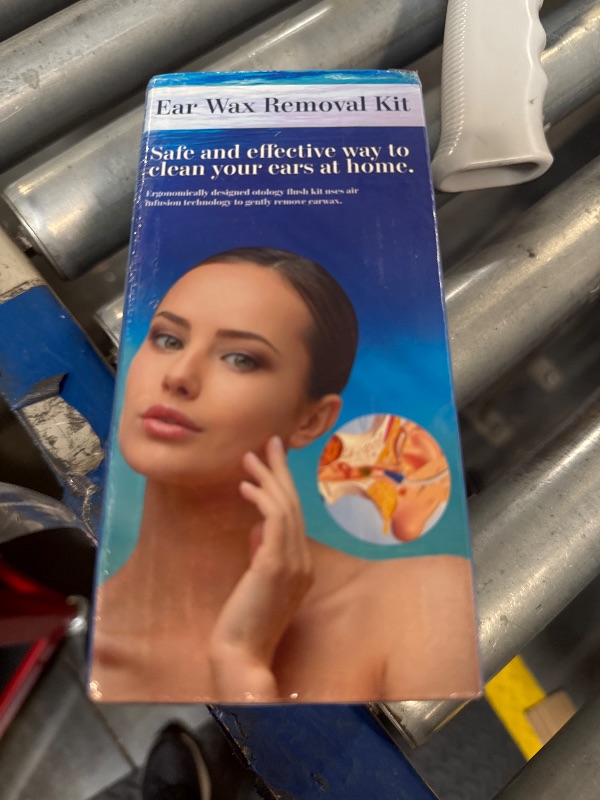 Ear Wax Removal Kit
Safe and effective way to
clean your ears at home.
Ergonomically designed otology flush kit uses air
infusion technology to gently remove earwax.